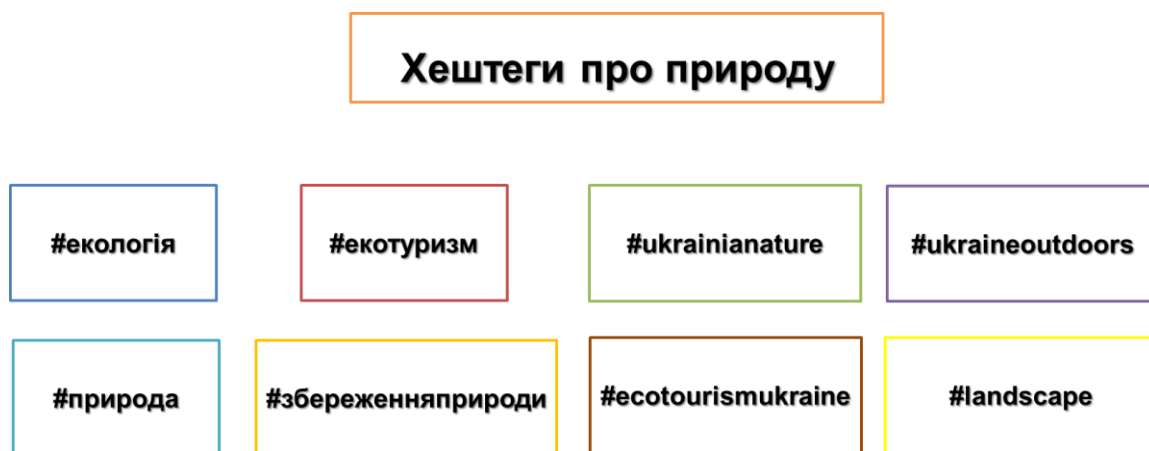 Хештеги про природу
#екологія
#екотуризм
#ukrainianature
#ukraineoutdoors
#природа
#збереженняприроди
#ecotourismukraine
#landscape